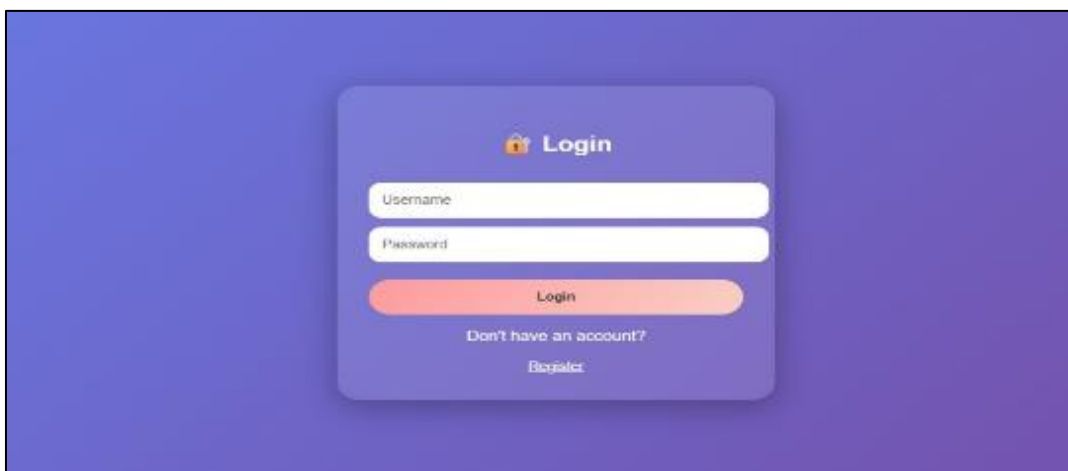 Login
Username
Password
Login
Don't have an account?
Register